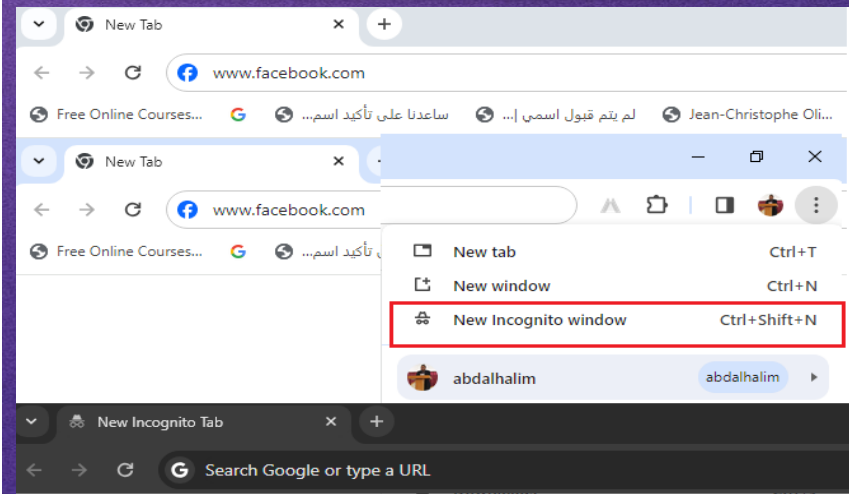 New Tab
www.facebook.com
Free Online Courses...
ساعدنا على تأكيد اسم...
لم يتم قبول اسمي |...
Jean-Christophe Oli...
New Tab
www.facebook.com
Free Online Courses...
تأكيد اسم...
New tab Ctrl+T
New window Ctrl+N
New Incognito window Ctrl+Shift+N
abdalhalim abdalhalim
New Incognito Tab
G Search Google or type a URL